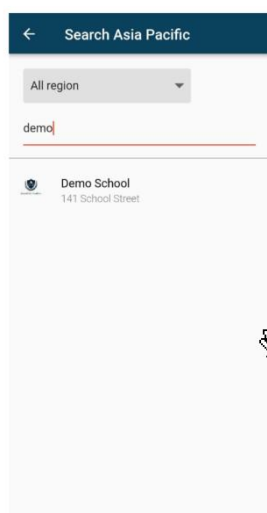 Search Asia Pacific
All region
demo
Demo School
141 School Street